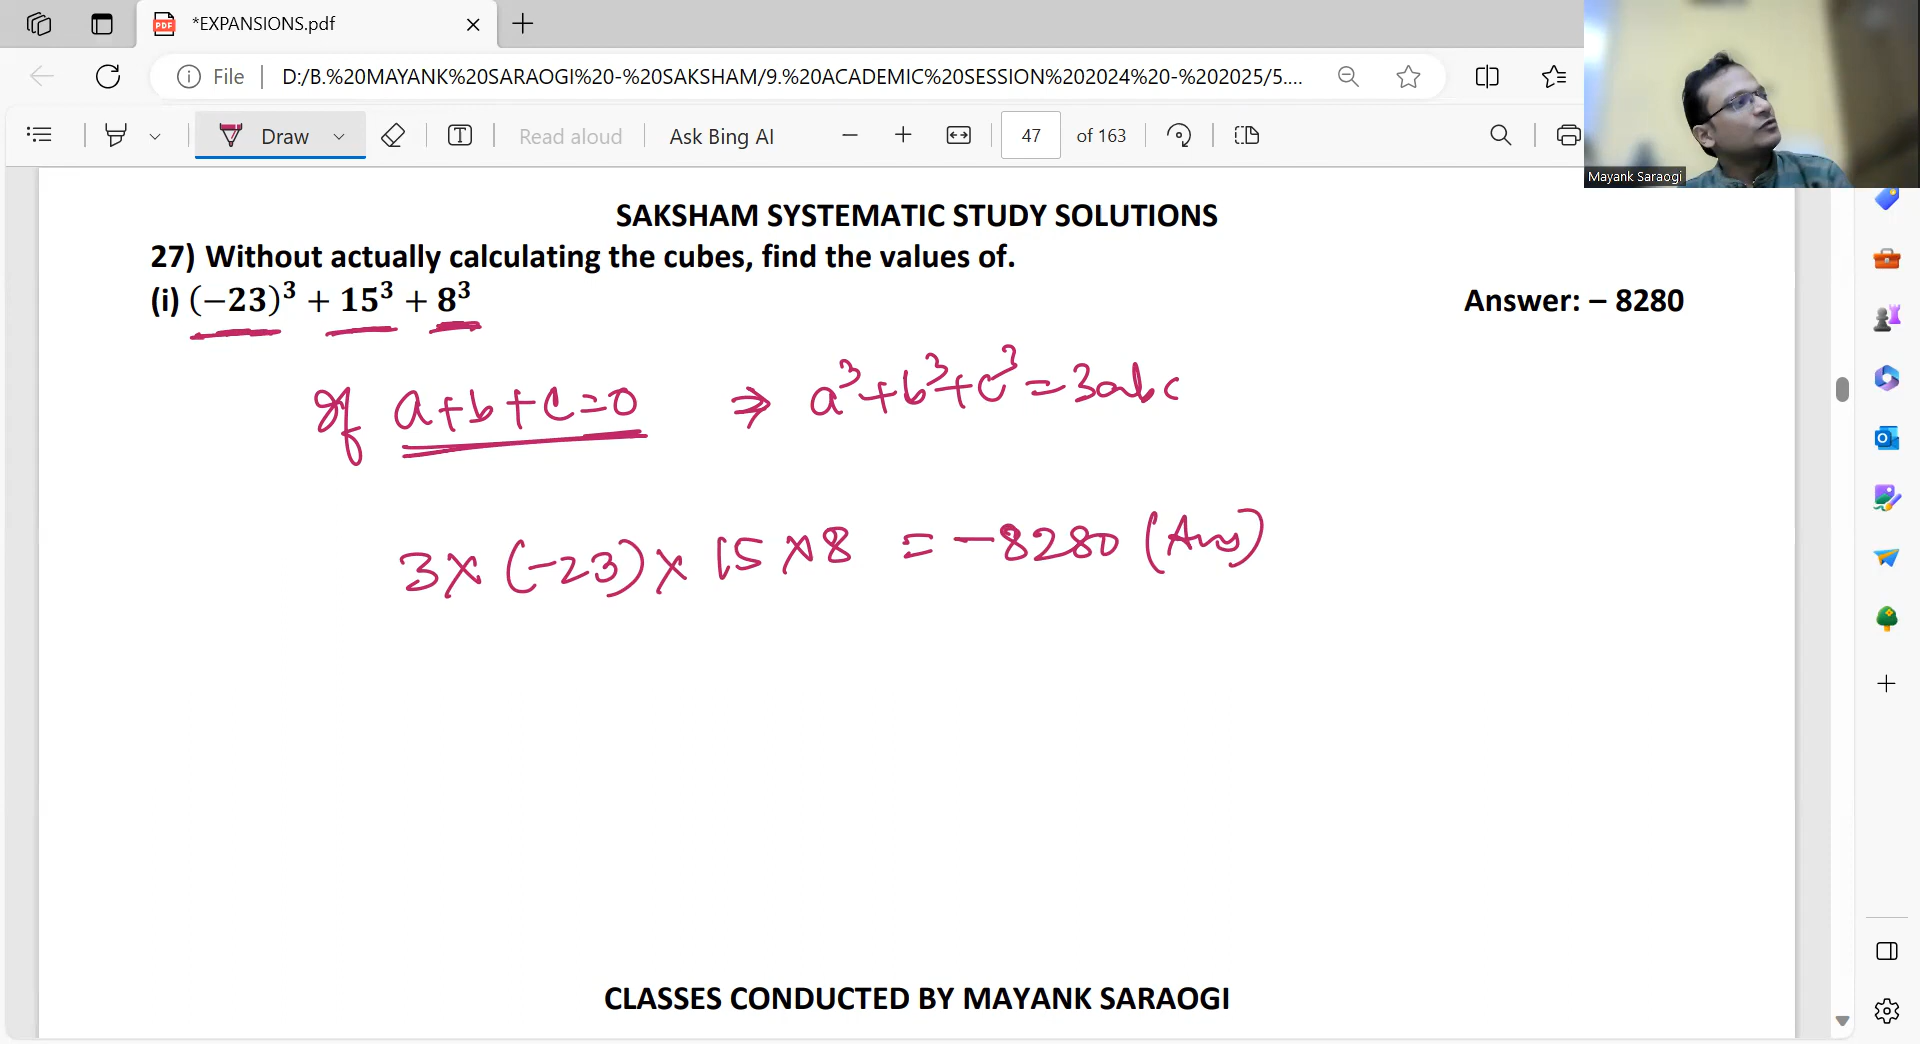 *EXPANSIONS.pdf
File | D:/B.%20MAYANK%20SARAOGI%20-%20SAKSHAM/9.%20ACADEMIC%20SESSION%202024%20-%202025/5....
Draw
Read aloud
Ask Bing AI
47 of 163
Mayank Saraogi
SAKSHAM SYSTEMATIC STUDY SOLUTIONS
27) Without actually calculating the cubes, find the values of.
(i) (−23)³ + 15³ + 8³
Answer: – 8280
If a+b+c=0 ⇒ a³+b³+c³=3abc
3×(-23)×15×8 = -8280 (Ans)
CLASSES CONDUCTED BY MAYANK SARAOGI